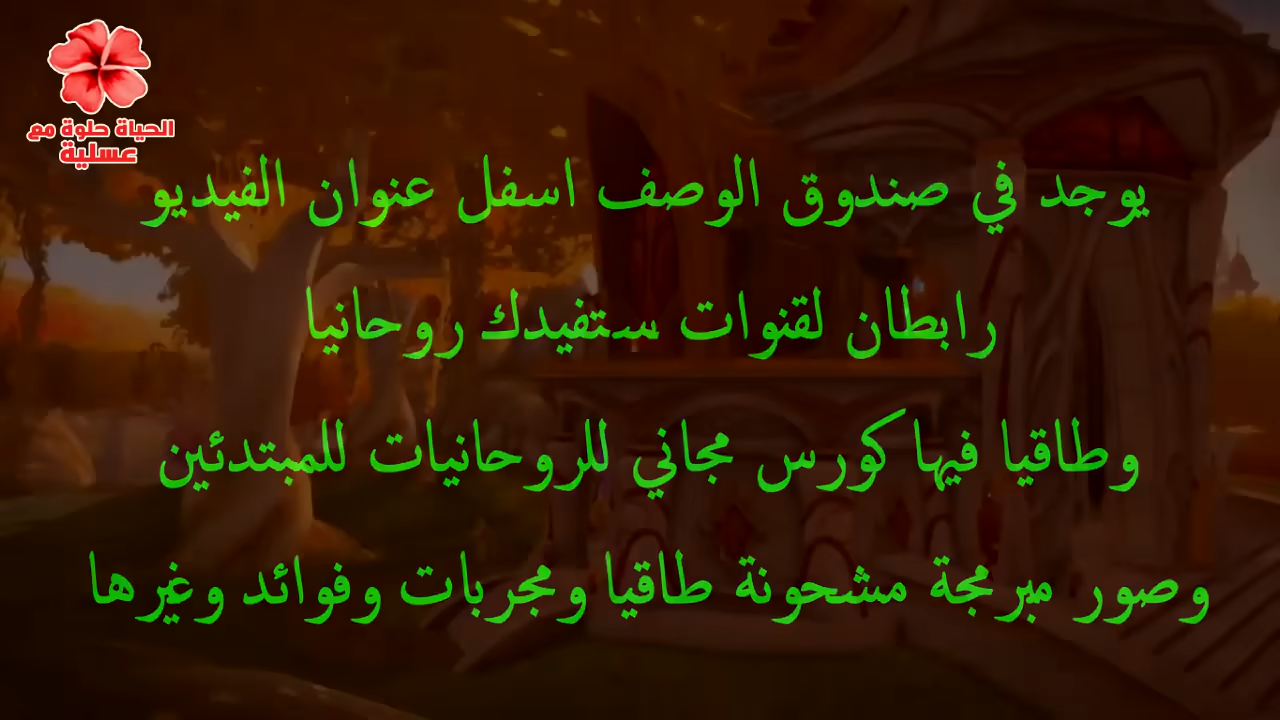 الحياة حلوة مع
عسلية
يوجد في صندوق الوصف اسفل عنوان الفيديو
رابطان لقنوات ستفيدك روحانيا
وطاقيا فيها كورس مجاني للروحانيات للمبتدئين
وصور مبرمجة مشحونة طاقيا ومجربات وفوائد وغيرها